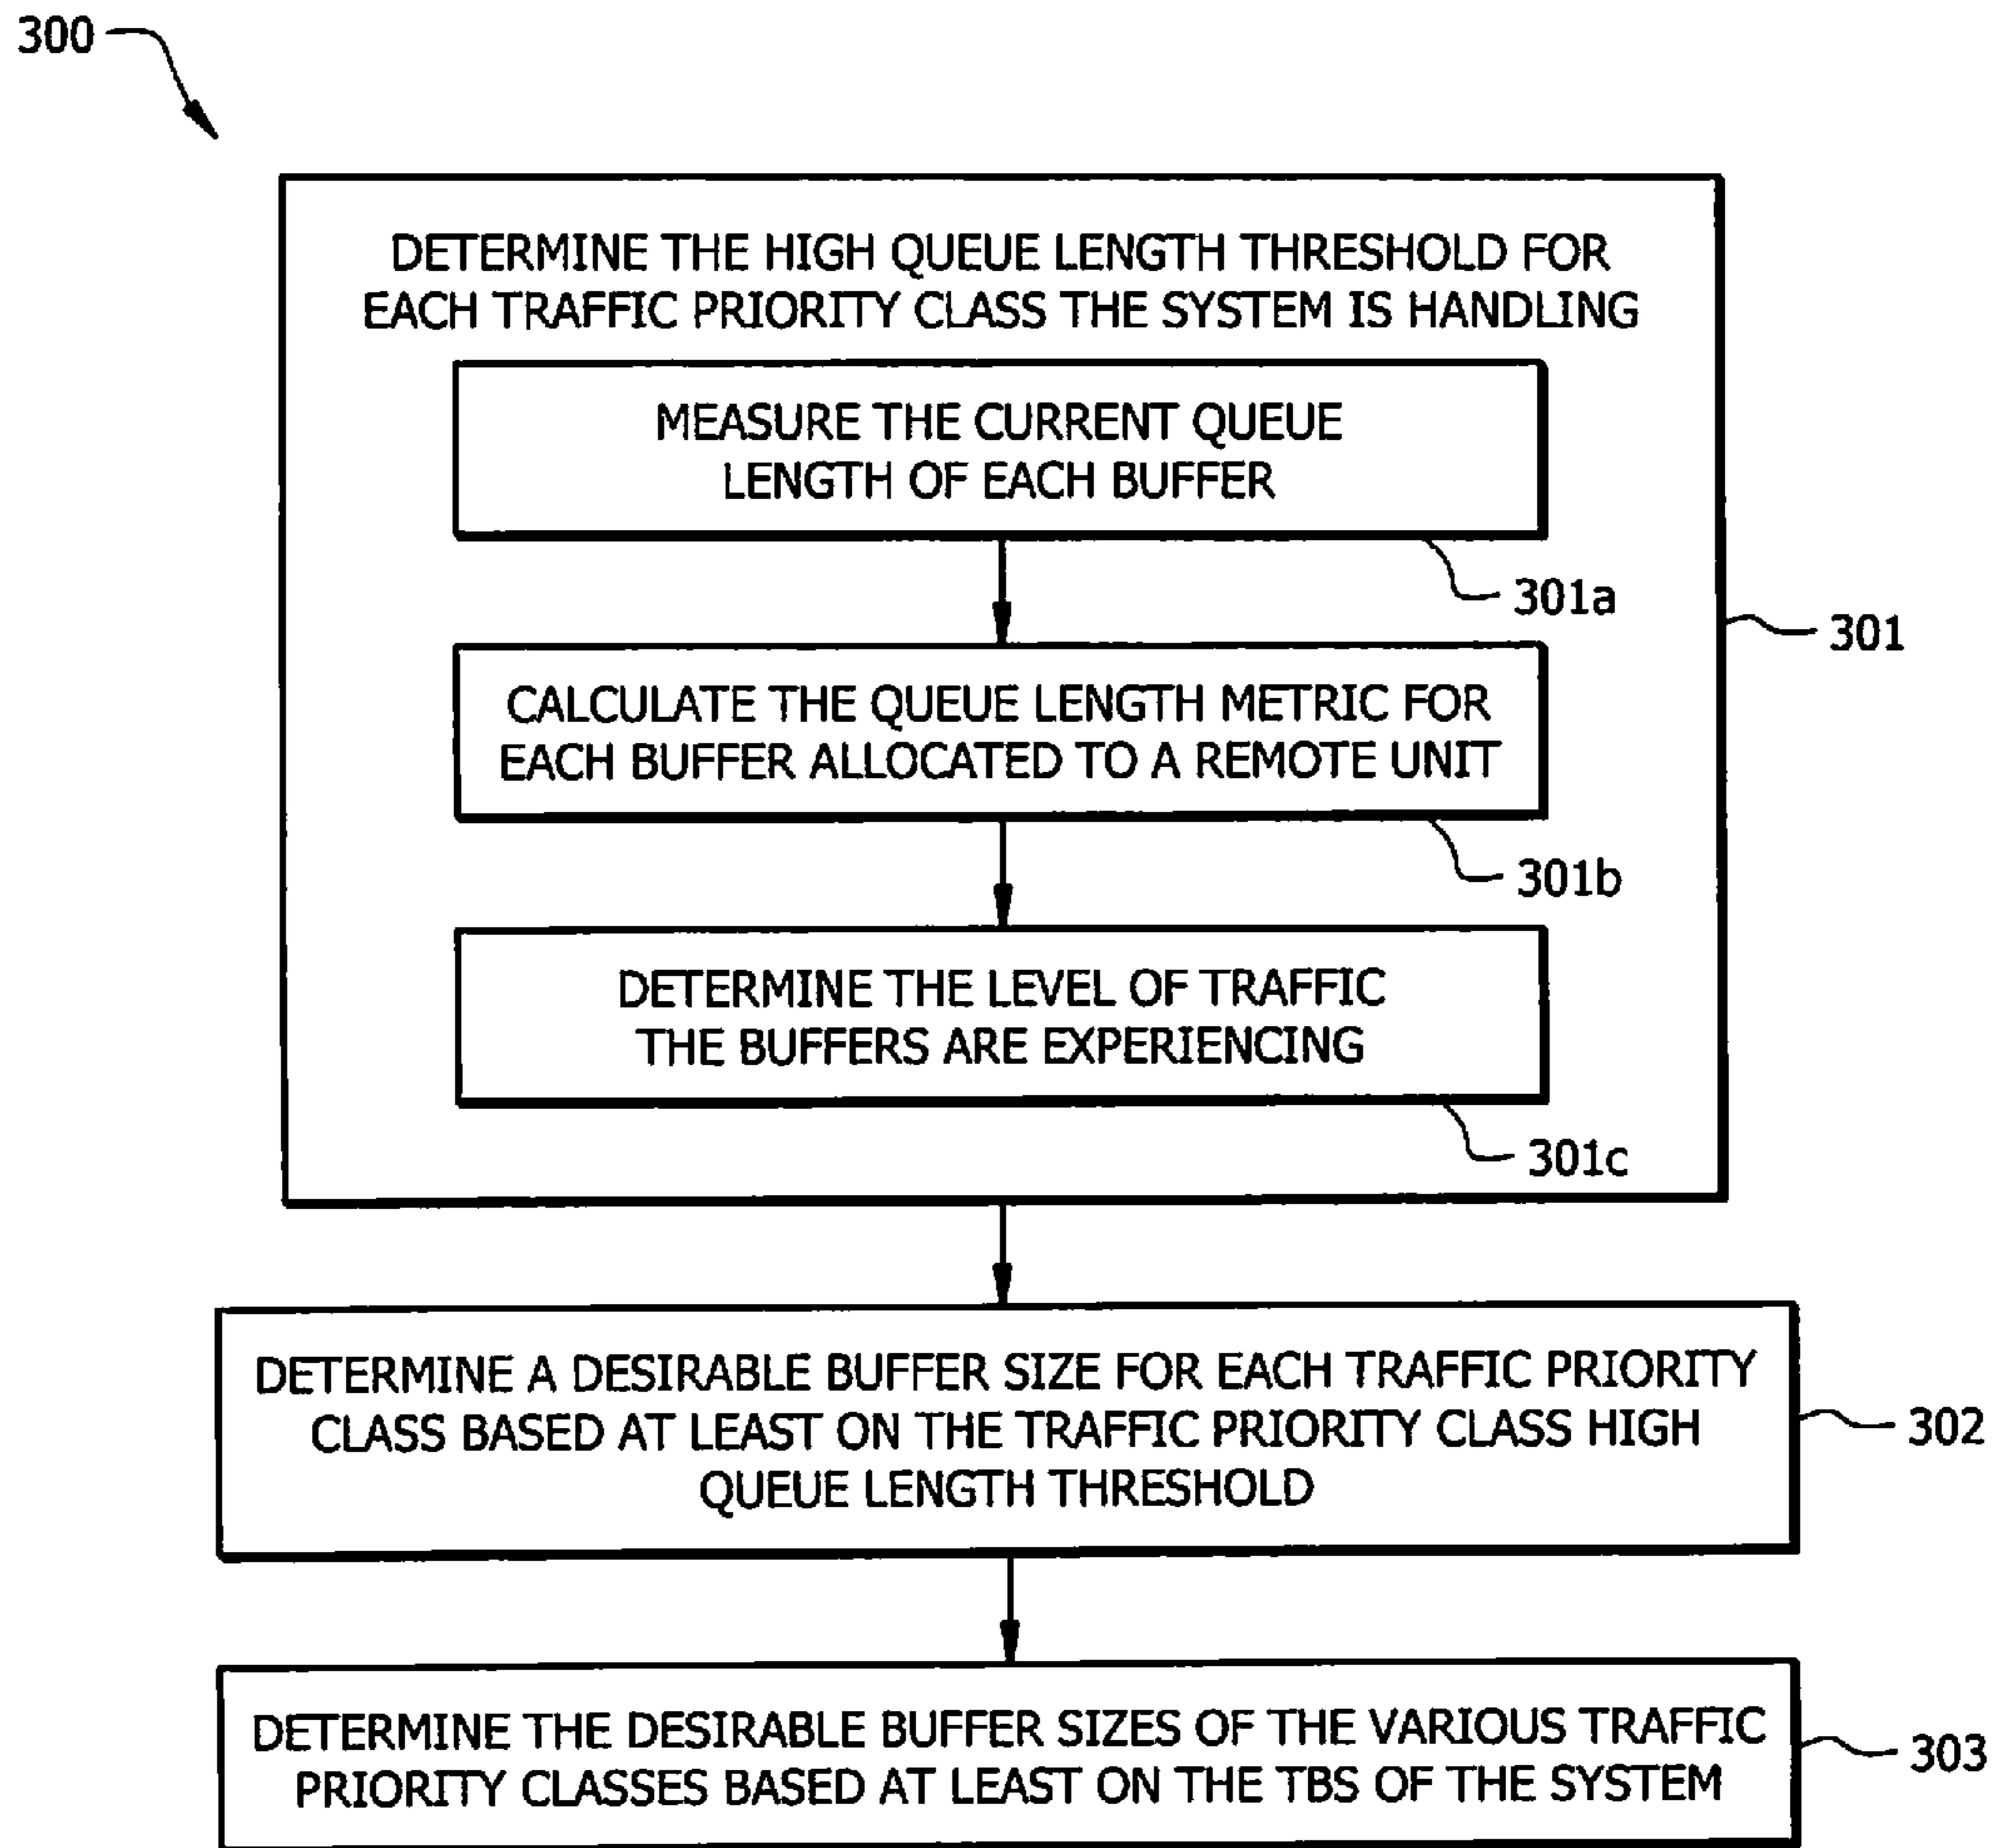 300
DETERMINE THE HIGH QUEUE LENGTH THRESHOLD FOR
EACH TRAFFIC PRIORITY CLASS THE SYSTEM IS HANDLING
MEASURE THE CURRENT QUEUE
LENGTH OF EACH BUFFER
301a
301
CALCULATE THE QUEUE LENGTH METRIC FOR
EACH BUFFER ALLOCATED TO A REMOTE UNIT
301b
DETERMINE THE LEVEL OF TRAFFIC
THE BUFFERS ARE EXPERIENCING
301c
DETERMINE A DESIRABLE BUFFER SIZE FOR EACH TRAFFIC PRIORITY
CLASS BASED AT LEAST ON THE TRAFFIC PRIORITY CLASS HIGH
QUEUE LENGTH THRESHOLD
302
DETERMINE THE DESIRABLE BUFFER SIZES OF THE VARIOUS TRAFFIC
PRIORITY CLASSES BASED AT LEAST ON THE TBS OF THE SYSTEM
303